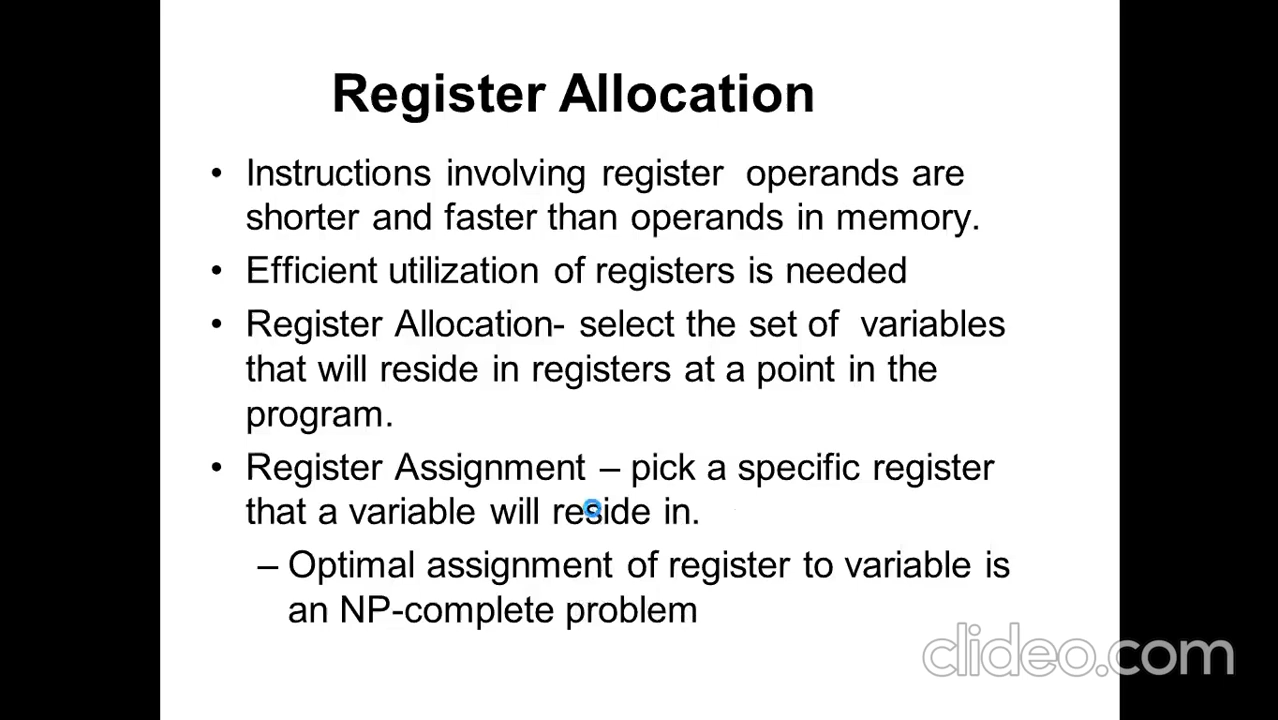 Register Allocation
• Instructions involving register operands are
shorter and faster than operands in memory.
• Efficient utilization of registers is needed
• Register Allocation- select the set of variables
that will reside in registers at a point in the
program.
• Register Assignment – pick a specific register
that a variable will reside in.
– Optimal assignment of register to variable is
an NP-complete problem
clideo.com